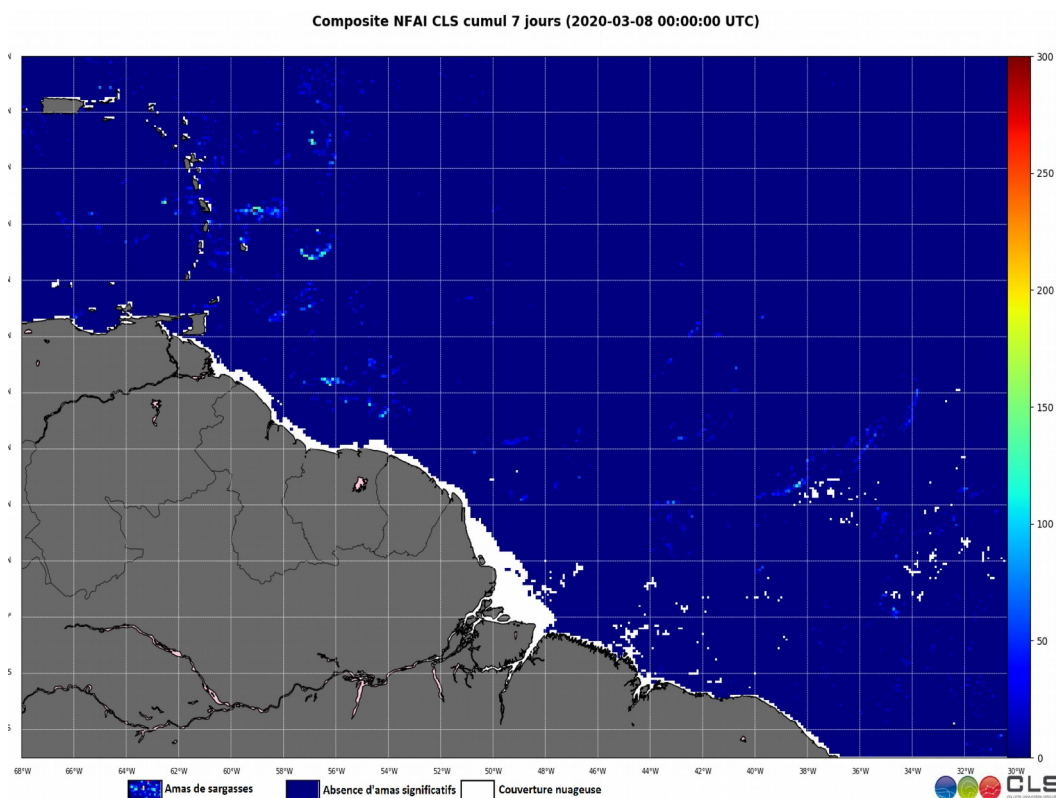 Composite NFAI CLS cumul 7 jours (2020-03-08 00:00:00 UTC)
300
250
200
150
100
50
0
N
N
N
N
N
N
N
S
S
68°W 66°W 64°W 62°W 60°W 58°W 56°W 54°W 52°W 50°W 48°W 46°W 44°W 42°W 40°W 38°W 36°W 34°W 32°W 30°W
Amas de sargasses Absence d'amas significatifs Couverture nuageuse
CLS